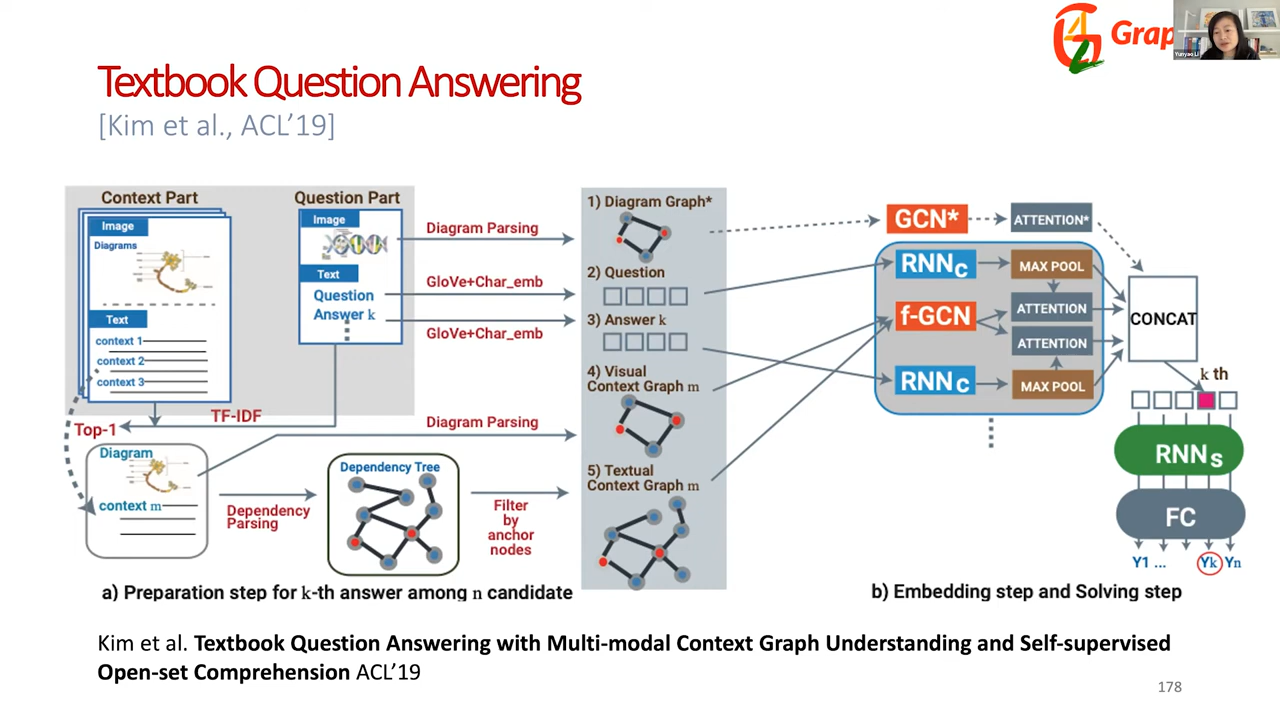 Grap
Yunyao Li
Textbook Question Answering
[Kim et al., ACL'19]
Context Part
Image
Diagrams
Text
context 1
context 2
context 3
Question Part
Image
Text
Question
Answer k
Diagram Parsing
GloVe+Char_emb
GloVe+Char_emb
TF-IDF
Top-1
Diagram Parsing
Diagram
context m
Dependency
Parsing
Dependency Tree
Filter
by
anchor
nodes
1) Diagram Graph*
2) Question
3) Answer k
4) Visual
Context Graph m
5) Textual
Context Graph m
GCN*
ATTENTION*
RNNC
MAX POOL
f-GCN
ATTENTION
ATTENTION
RNNC
MAX POOL
CONCAT
k th
RNNS
FC
Y1 ...
Yk
Yn
a) Preparation step for k-th answer among n candidate
b) Embedding step and Solving step
Kim et al. Textbook Question Answering with Multi-modal Context Graph Understanding and Self-supervised
Open-set Comprehension ACL'19
178